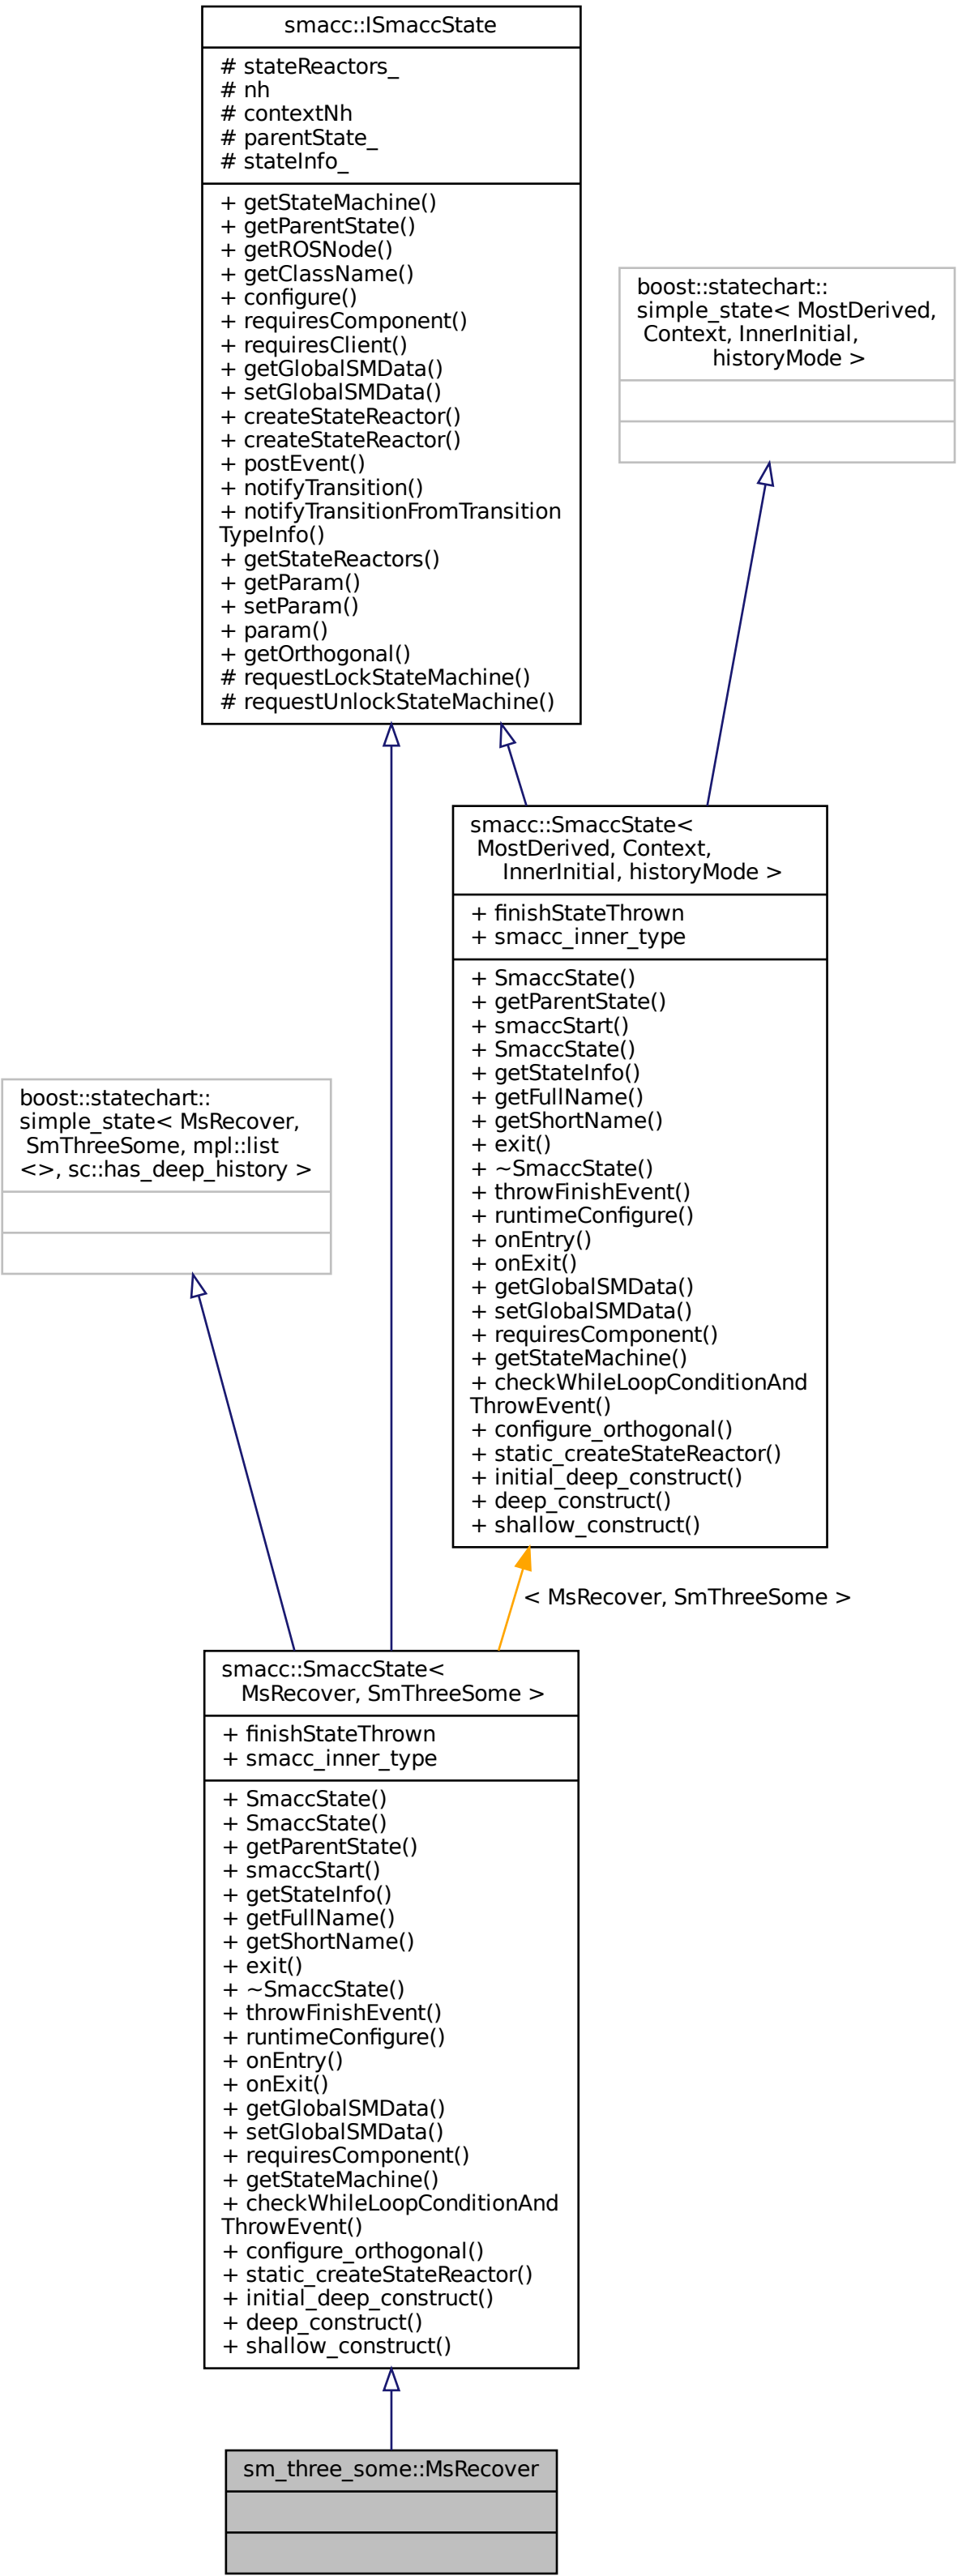 smacc::ISmaccState
# stateReactors_
# nh
# contextNh
# parentState_
# stateInfo_
+ getStateMachine()
+ getParentState()
+ getROSNode()
+ getClassName()
+ configure()
+ requiresComponent()
+ requiresClient()
+ getGlobalSMData()
+ setGlobalSMData()
+ createStateReactor()
+ createStateReactor()
+ postEvent()
+ notifyTransition()
+ notifyTransitionFromTransition
TypeInfo()
+ getStateReactors()
+ getParam()
+ setParam()
+ param()
+ getOrthogonal()
# requestLockStateMachine()
# requestUnlockStateMachine()
boost::statechart::
simple_state< MostDerived,
Context, InnerInitial,
historyMode >
smacc::SmaccState<
MostDerived, Context,
InnerInitial, historyMode >
+ finishStateThrown
+ smacc_inner_type
+ SmaccState()
+ getParentState()
+ smaccStart()
+ SmaccState()
+ getStateInfo()
+ getFullName()
+ getShortName()
+ exit()
+ ~SmaccState()
+ throwFinishEvent()
+ runtimeConfigure()
+ onEntry()
+ onExit()
+ getGlobalSMData()
+ setGlobalSMData()
+ requiresComponent()
+ getStateMachine()
+ checkWhileLoopConditionAnd
ThrowEvent()
+ configure_orthogonal()
+ static_createStateReactor()
+ initial_deep_construct()
+ deep_construct()
+ shallow_construct()
boost::statechart::
simple_state< MsRecover,
SmThreeSome, mpl::list
<>, sc::has_deep_history >
< MsRecover, SmThreeSome >
smacc::SmaccState<
MsRecover, SmThreeSome >
+ finishStateThrown
+ smacc_inner_type
+ SmaccState()
+ SmaccState()
+ getParentState()
+ smaccStart()
+ getStateInfo()
+ getFullName()
+ getShortName()
+ exit()
+ ~SmaccState()
+ throwFinishEvent()
+ runtimeConfigure()
+ onEntry()
+ onExit()
+ getGlobalSMData()
+ setGlobalSMData()
+ requiresComponent()
+ getStateMachine()
+ checkWhileLoopConditionAnd
ThrowEvent()
+ configure_orthogonal()
+ static_createStateReactor()
+ initial_deep_construct()
+ deep_construct()
+ shallow_construct()
sm_three_some::MsRecover